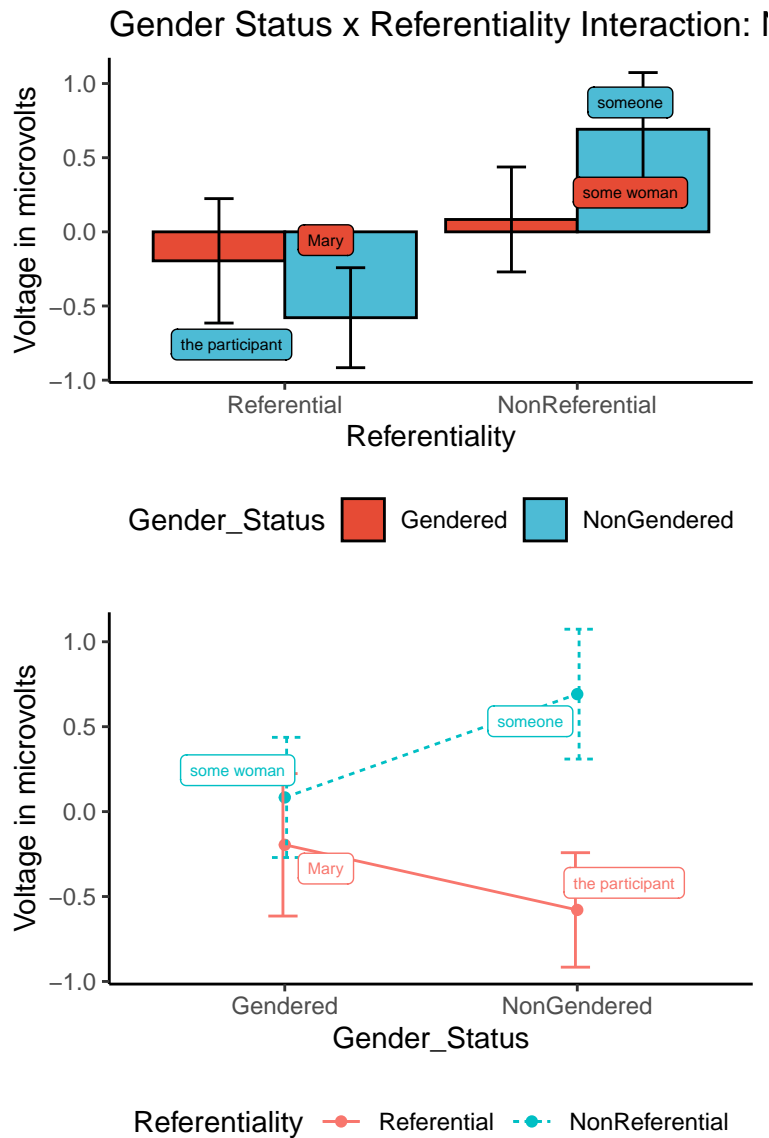 Gender Status x Referentiality Interaction:
1.0
0.5
0.0
−0.5
−1.0
Voltage in microvolts
someone
some woman
Mary
the participant
Referential
NonReferential
Referentiality
Gender_Status
Gendered
NonGendered
1.0
0.5
0.0
−0.5
−1.0
Voltage in microvolts
someone
some woman
Mary
the participant
Gendered
NonGendered
Gender_Status
Referentiality
Referential
NonReferential